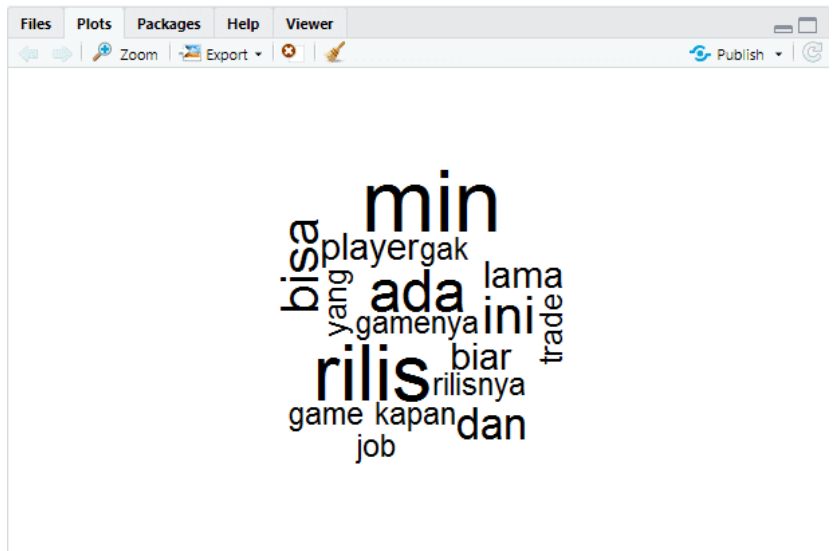 Files Plots Packages Help Viewer
Zoom Export Publish
min
bisa
player gak
yang
ada
lama
gamenya
ini
trade
rilis
biar
rilisnya
game kapan dan
job